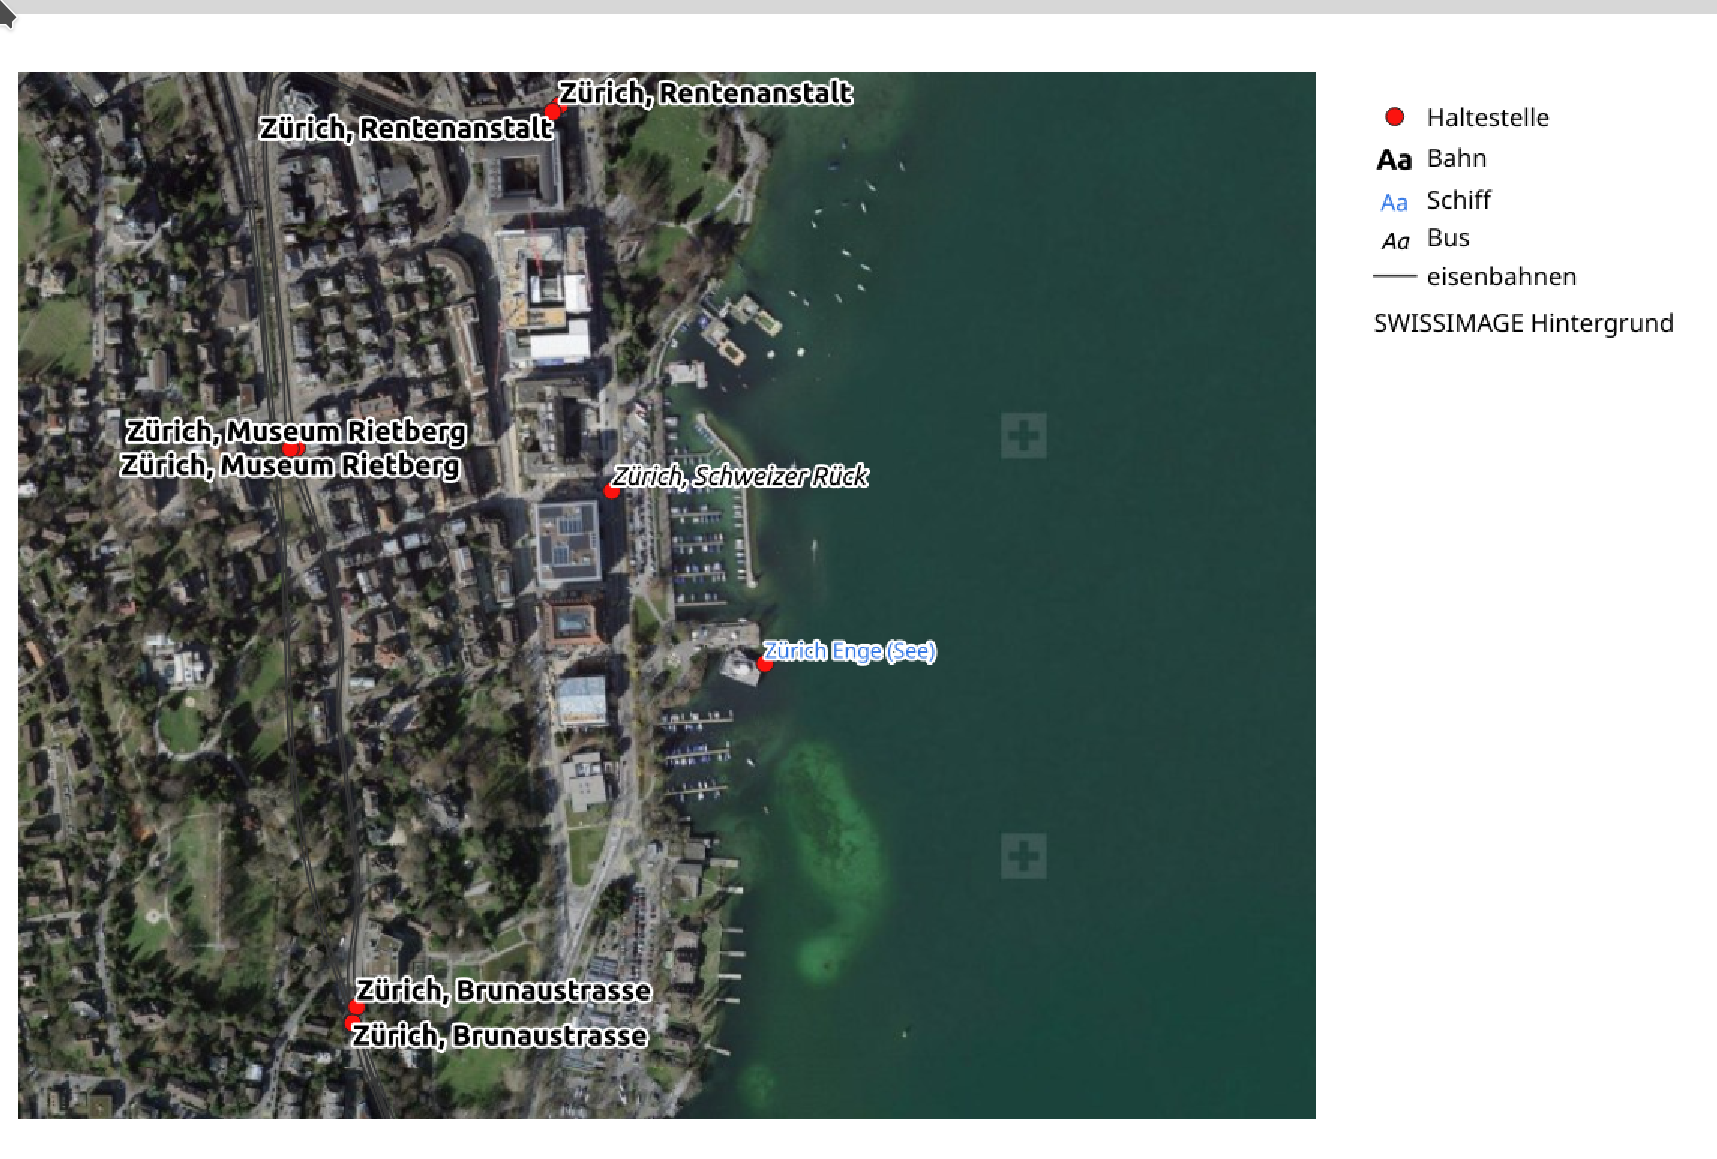 Zürich, Rentenanstalt
Zürich, Rentenanstalt
Zürich, Museum Rietberg
Zürich, Museum Rietberg
Zürich, Schweizer Rück
Zürich Enge (See)
Zürich, Brunaustrasse
Zürich, Brunaustrasse
Haltestelle
Aa Bahn
Aa Schiff
Aa Bus
eisenbahnen
SWISSIMAGE Hintergrund